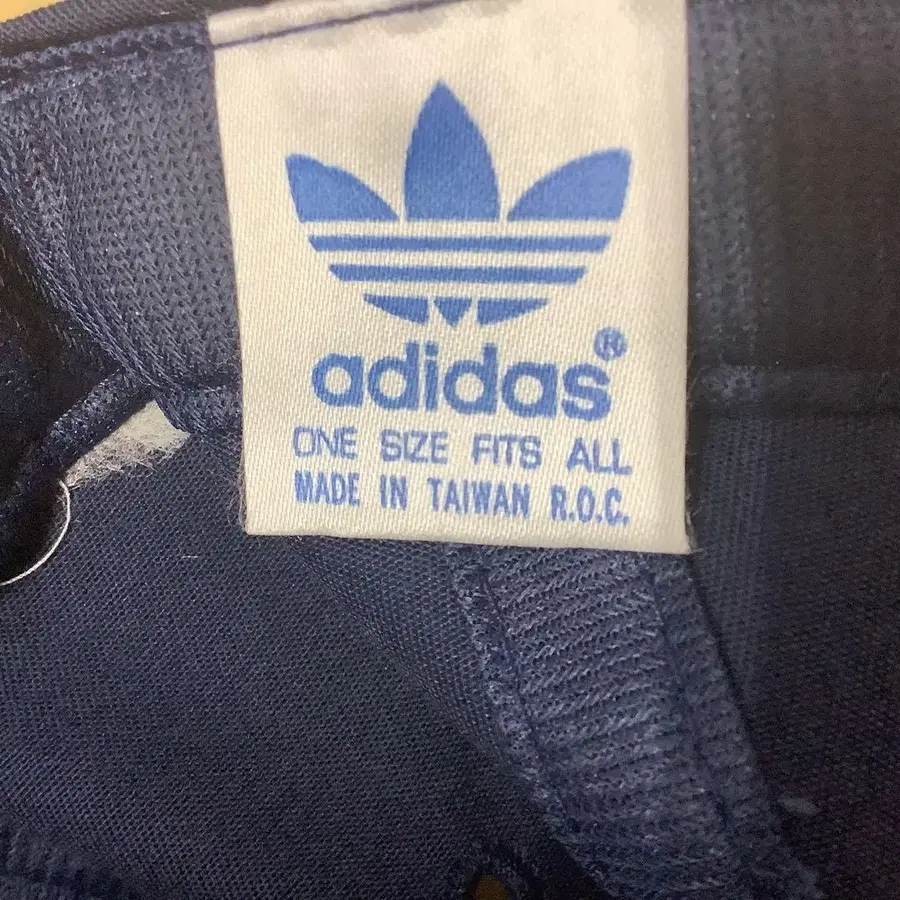 adidas®
ONE SIZE FITS ALL
MADE IN TAIWAN R.O.C.